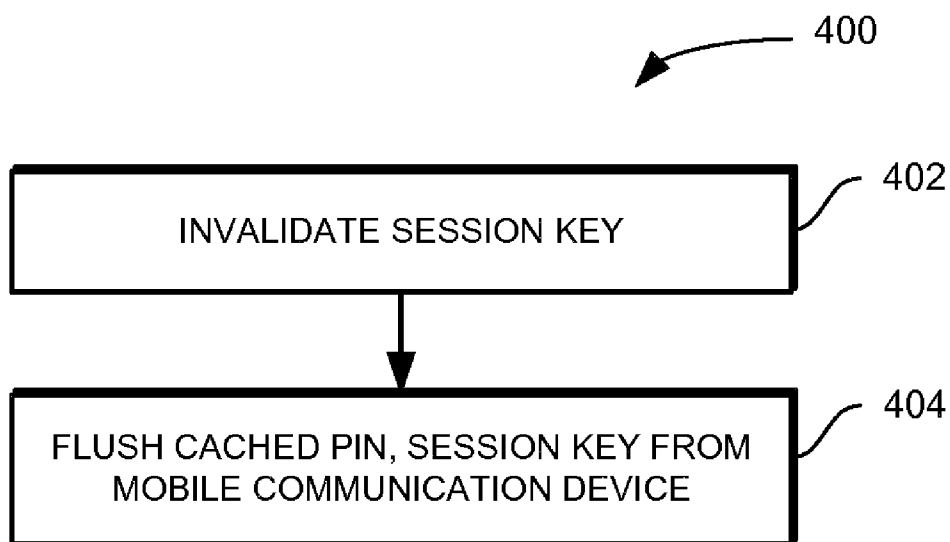 400
402
INVALIDATE SESSION KEY
404
FLUSH CACHED PIN, SESSION KEY FROM
MOBILE COMMUNICATION DEVICE